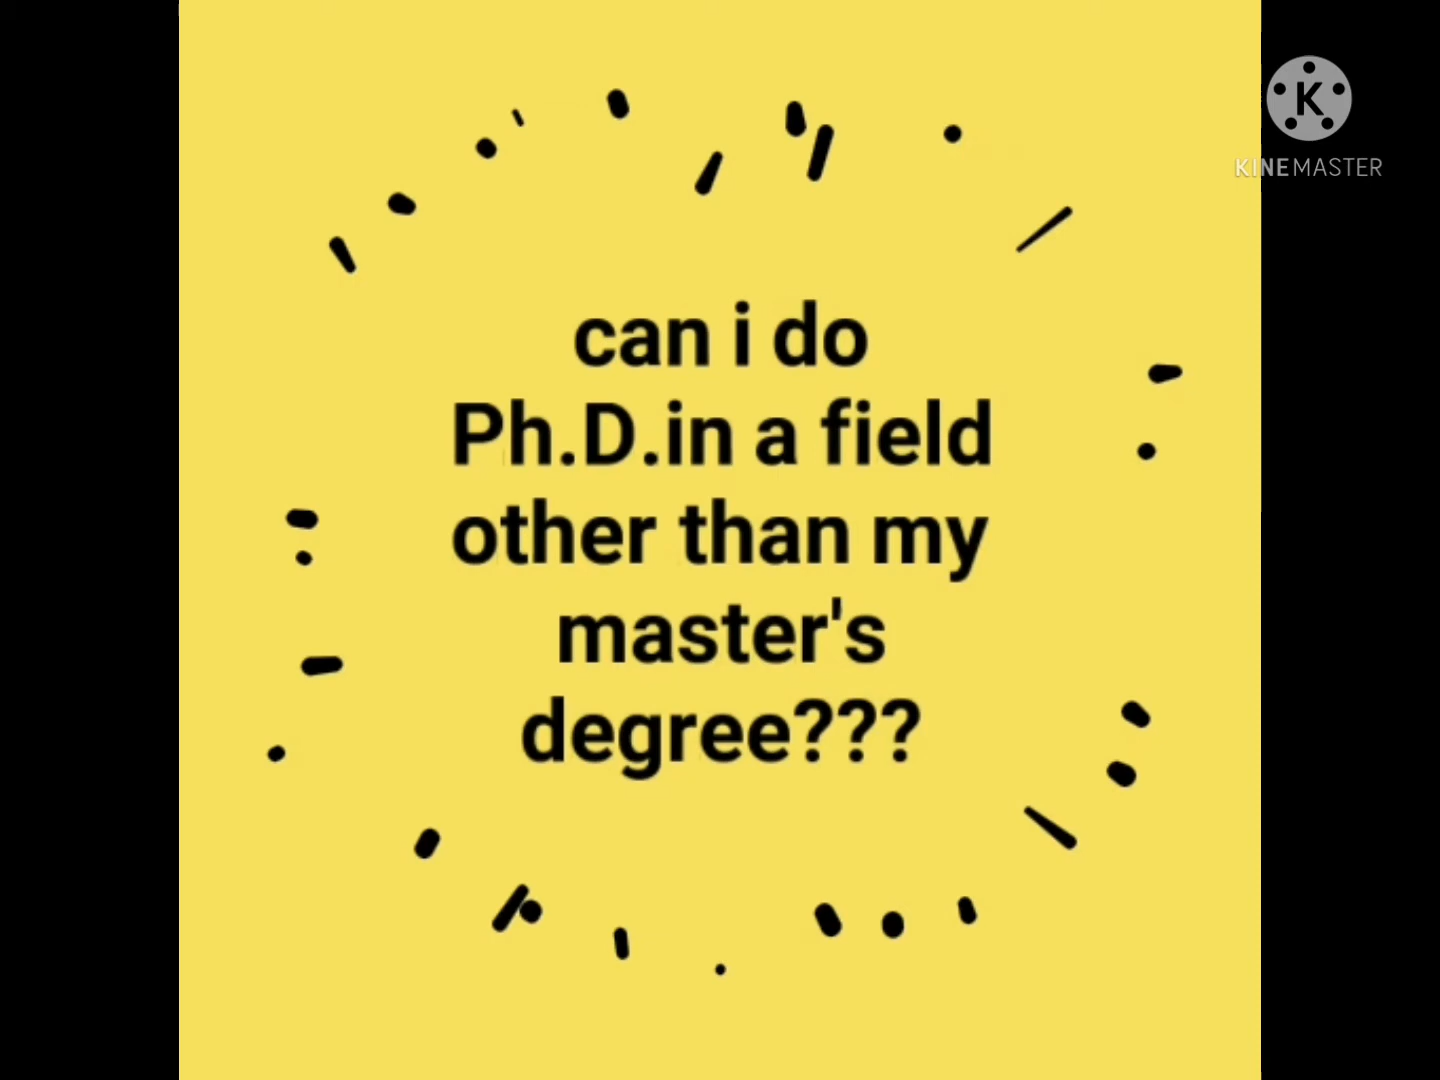 can i do
Ph.D.in a field
other than my
master's
degree???
K
KINEMASTER